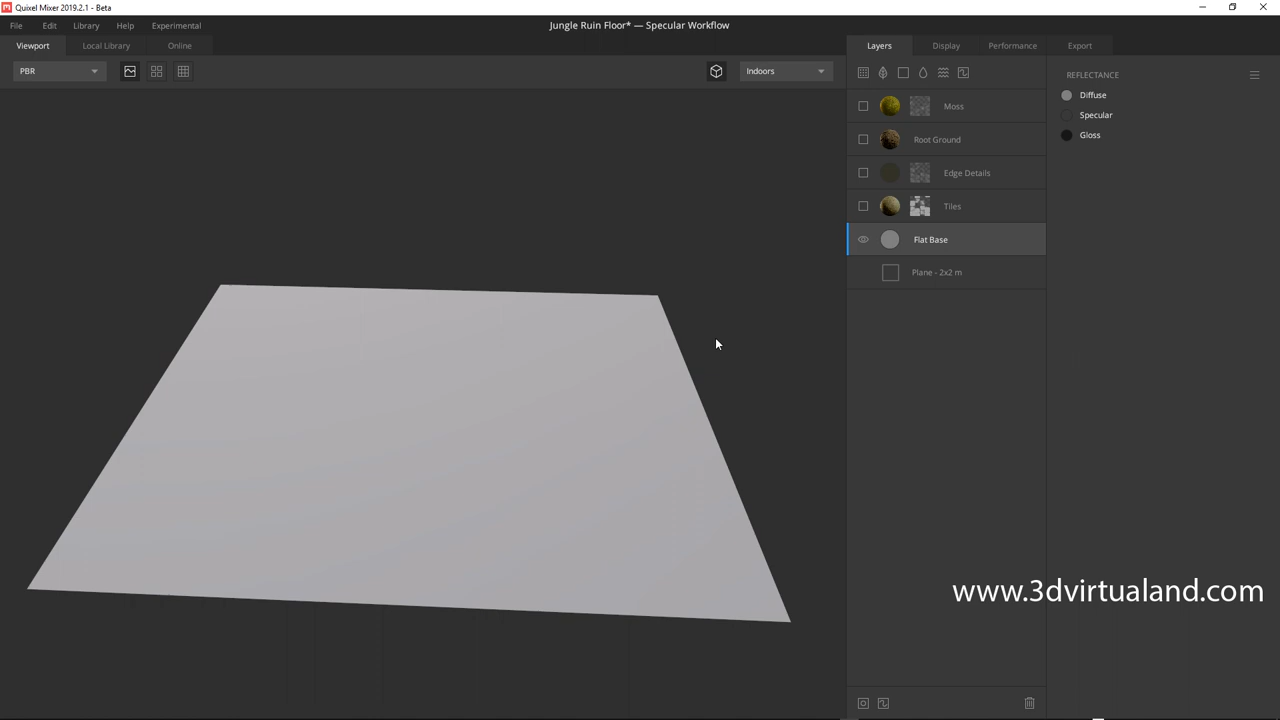 Quixel Mixer 2019.2.1 - Beta
File Edit Library Help Experimental
Jungle Ruin Floor* — Specular Workflow
Viewport Local Library Online
Layers Display Performance Export
PBR
Indoors
REFLECTANCE
Diffuse
Specular
Gloss
Moss
Root Ground
Edge Details
Tiles
Flat Base
Plane - 2x2 m
www.3dvirtualand.com